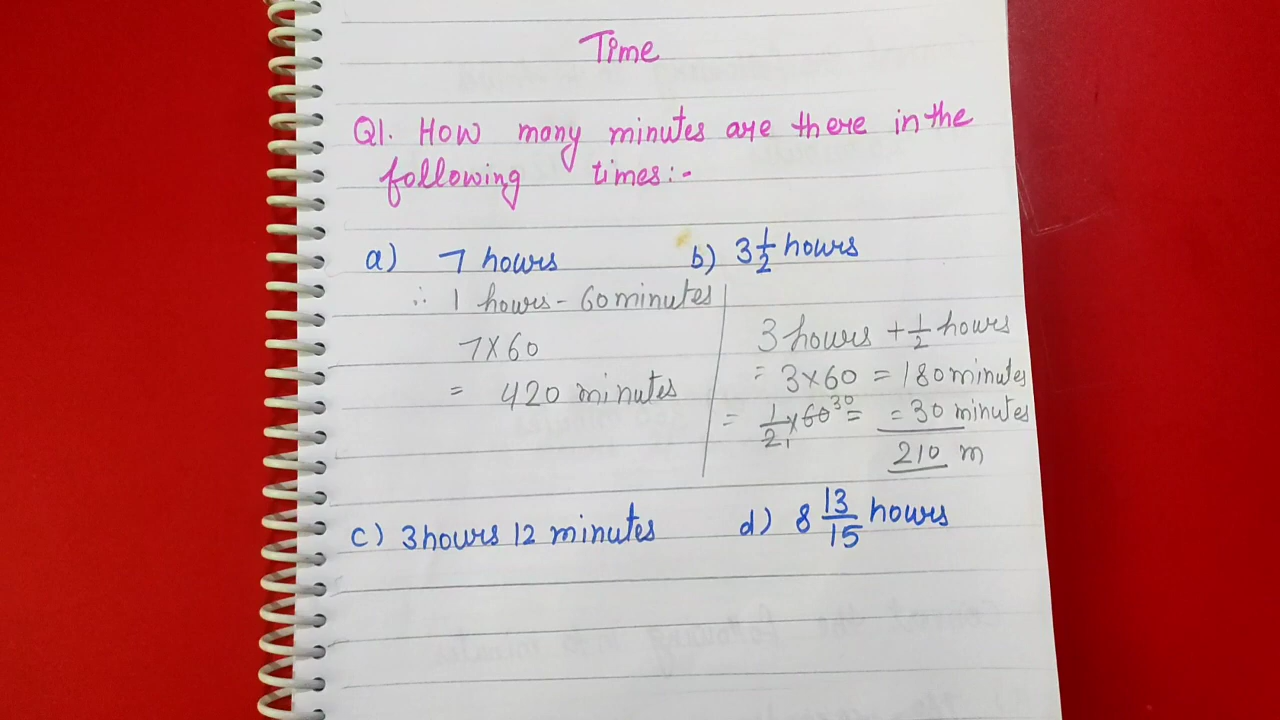 Time
Q1. How many minutes are there in the
following times:-
a) 7 hours
b) 3 1/2 hours
∴ 1 hours - 60 minutes
7 x 60
= 420 minutes
3 hours + 1/2 hours
= 3 x 60 = 180 minutes
= 1/2 1 x 60 30 = = 30 minutes
210 m
c) 3 hours 12 minutes
d) 8 13/15 hours